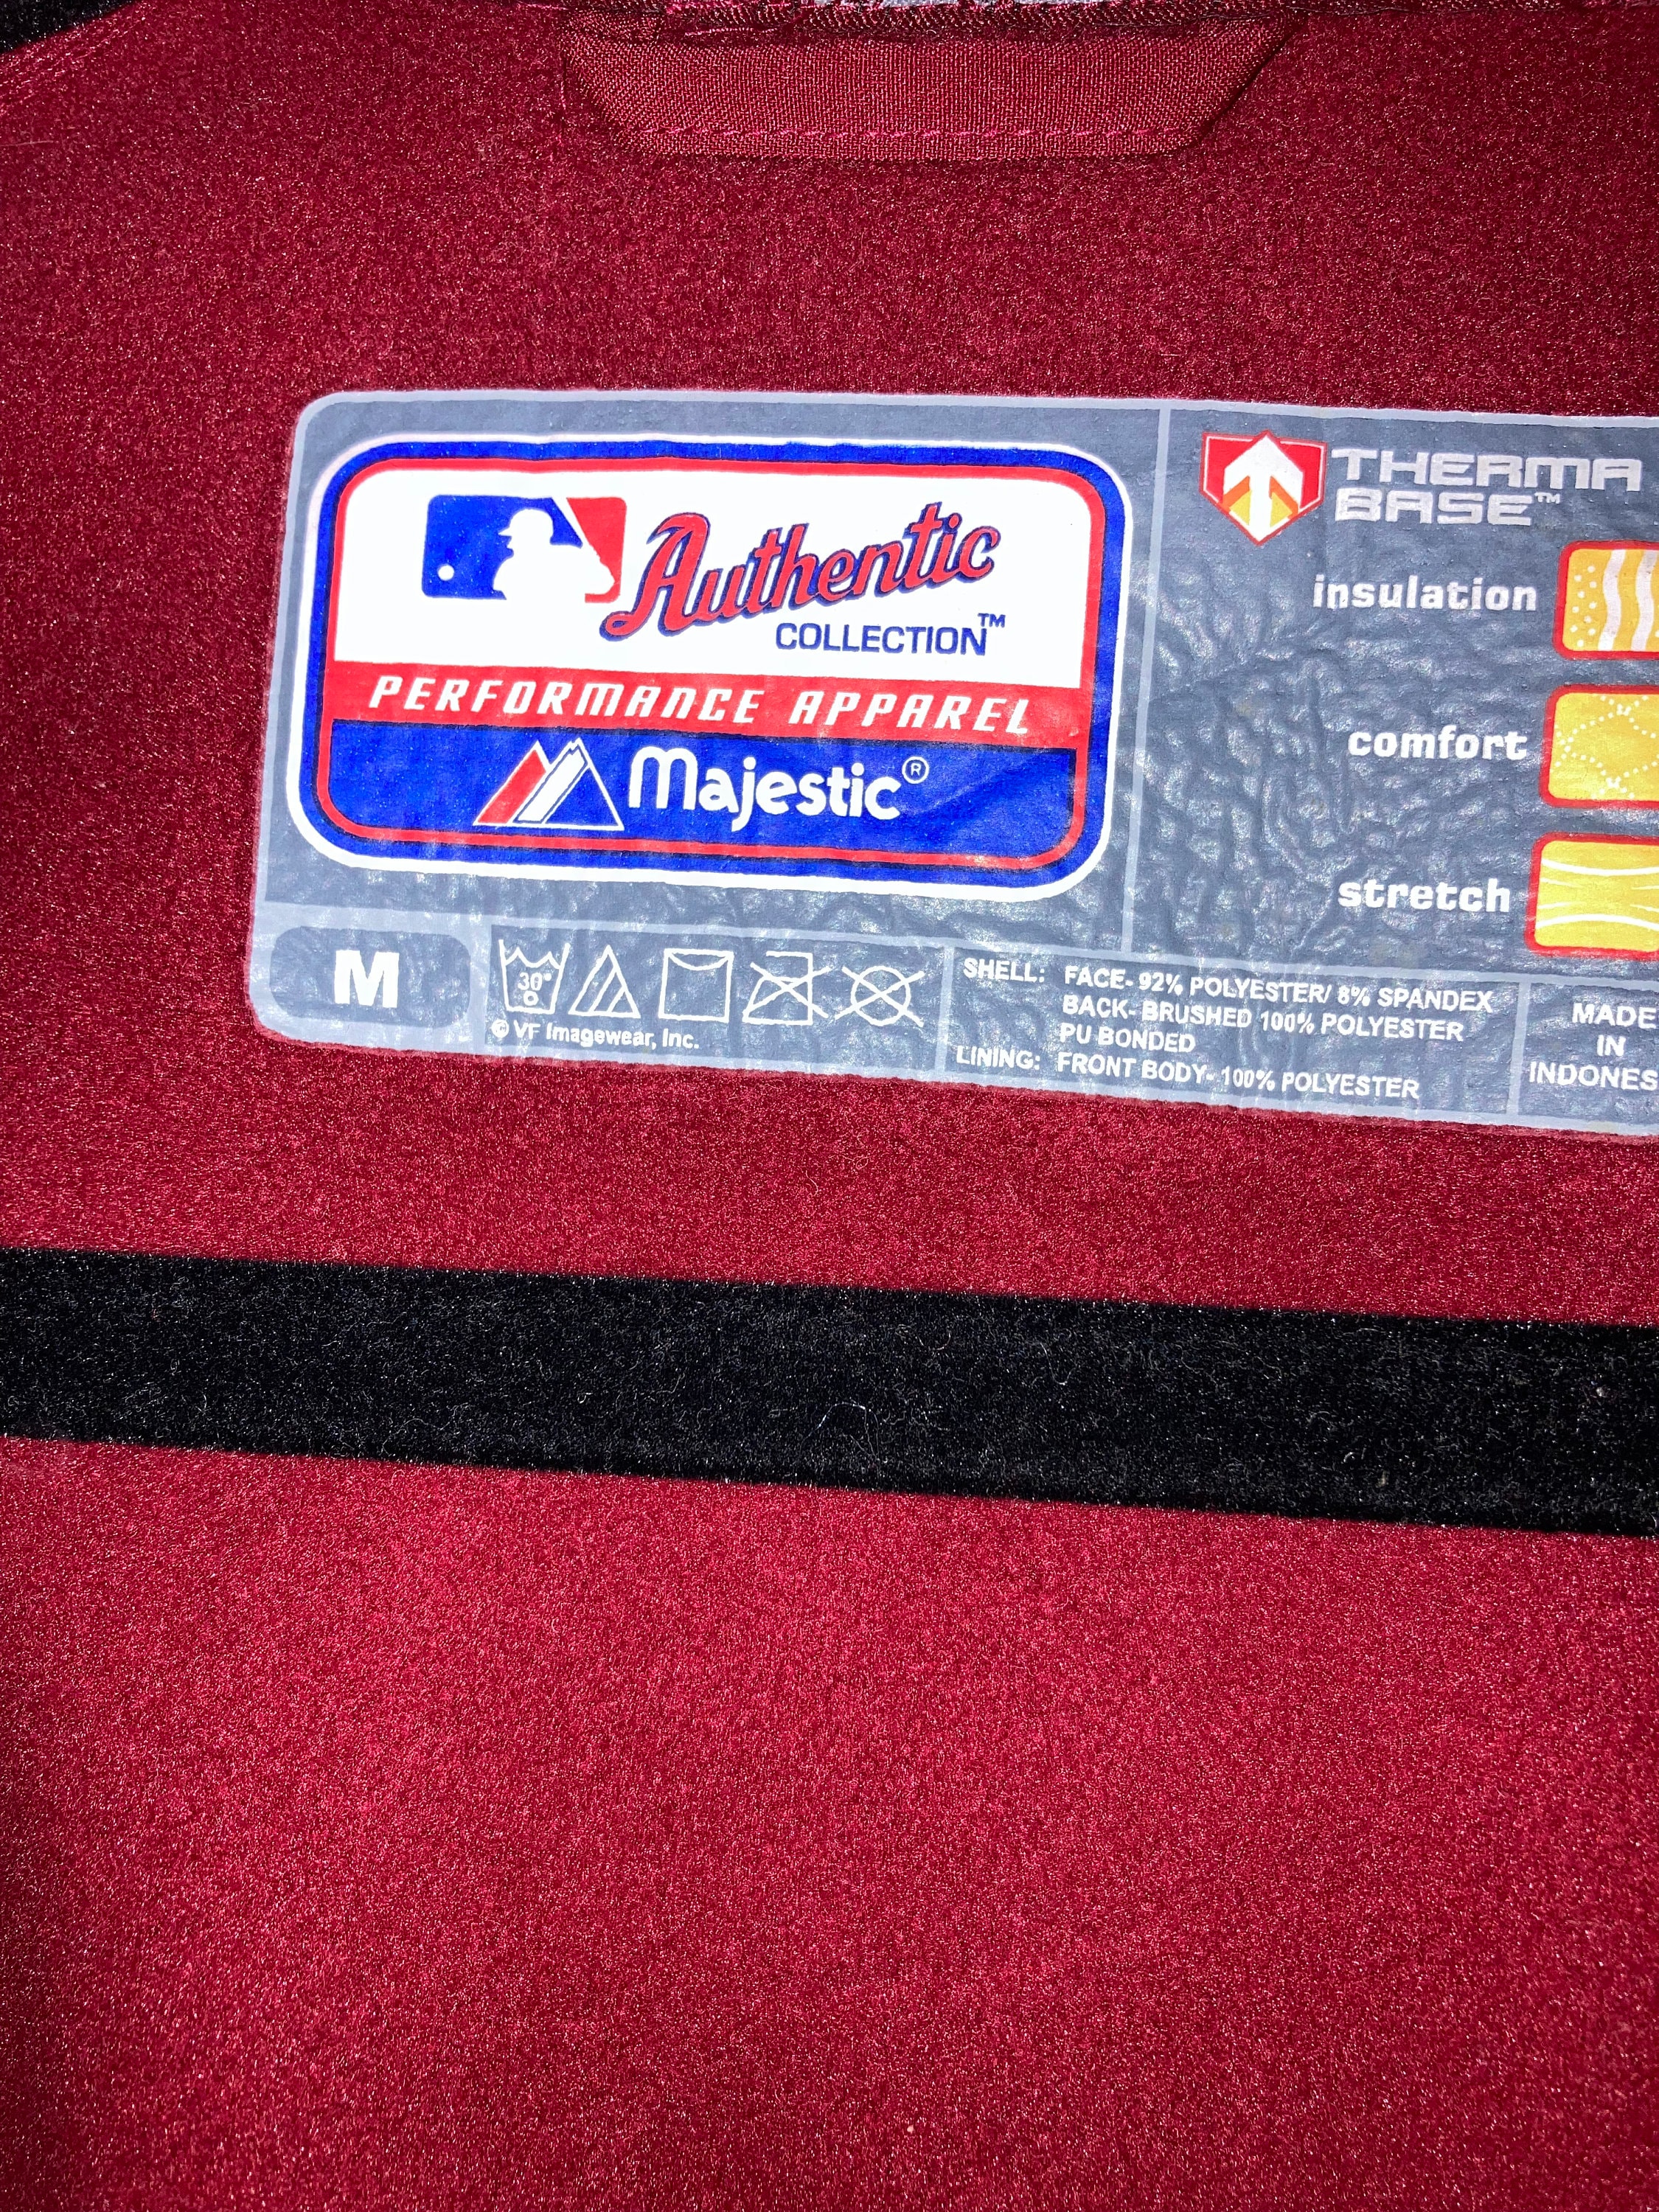 Authentic
COLLECTION™
PERFORMANCE APPAREL
Majestic®
THERMA
BASE™
insulation
comfort
stretch
M
30°
© VF Imagewear, Inc.
SHELL: FACE- 92% POLYESTER/ 8% SPANDEX
BACK- BRUSHED 100% POLYESTER
PU BONDED
LINING: FRONT BODY- 100% POLYESTER
MADE
IN
INDONES